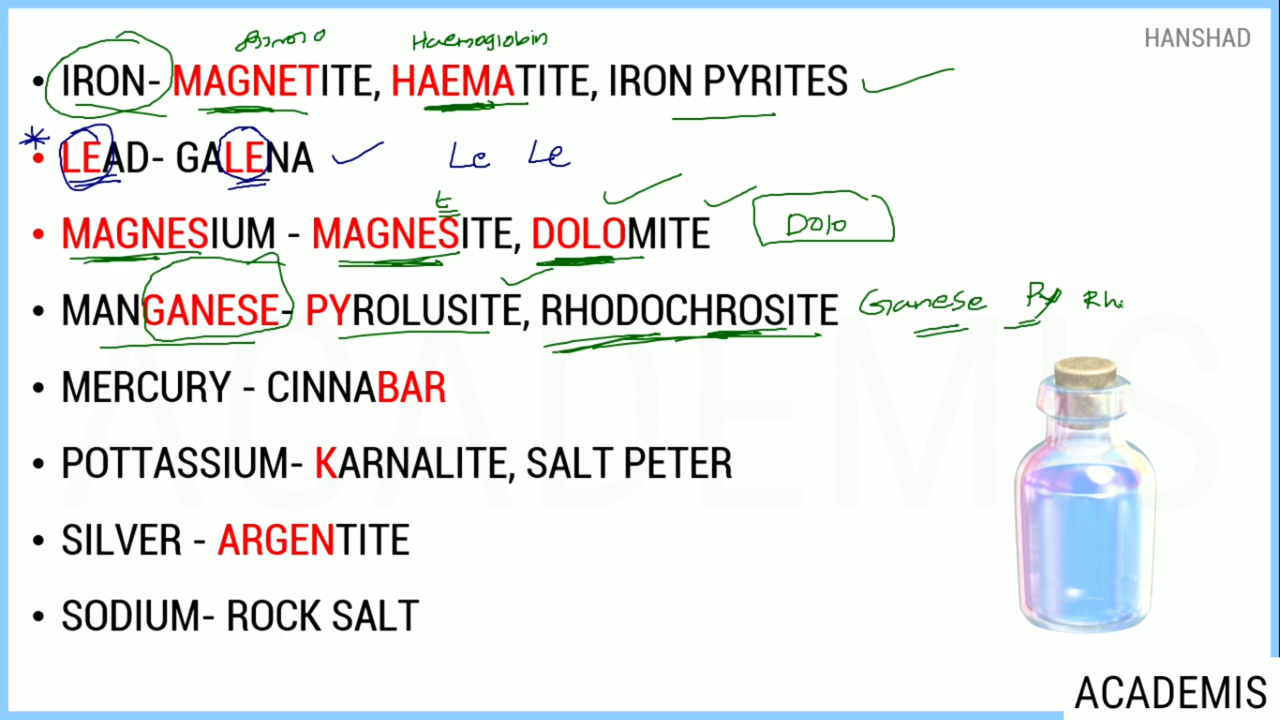 HANSHAD
Haemoglobin
• IRON- MAGNETITE, HAEMATITE, IRON PYRITES
• LEAD- GALENA Le Le
t
• MAGNESIUM - MAGNESITE, DOLOMITE Dolo
• MANGANESE- PYROLUSITE, RHODOCHROSITE Ganese Py Rh
• MERCURY - CINNABAR
• POTTASSIUM- KARNALITE, SALT PETER
• SILVER - ARGENTITE
• SODIUM- ROCK SALT
ACADEMIS
ACADEMIS